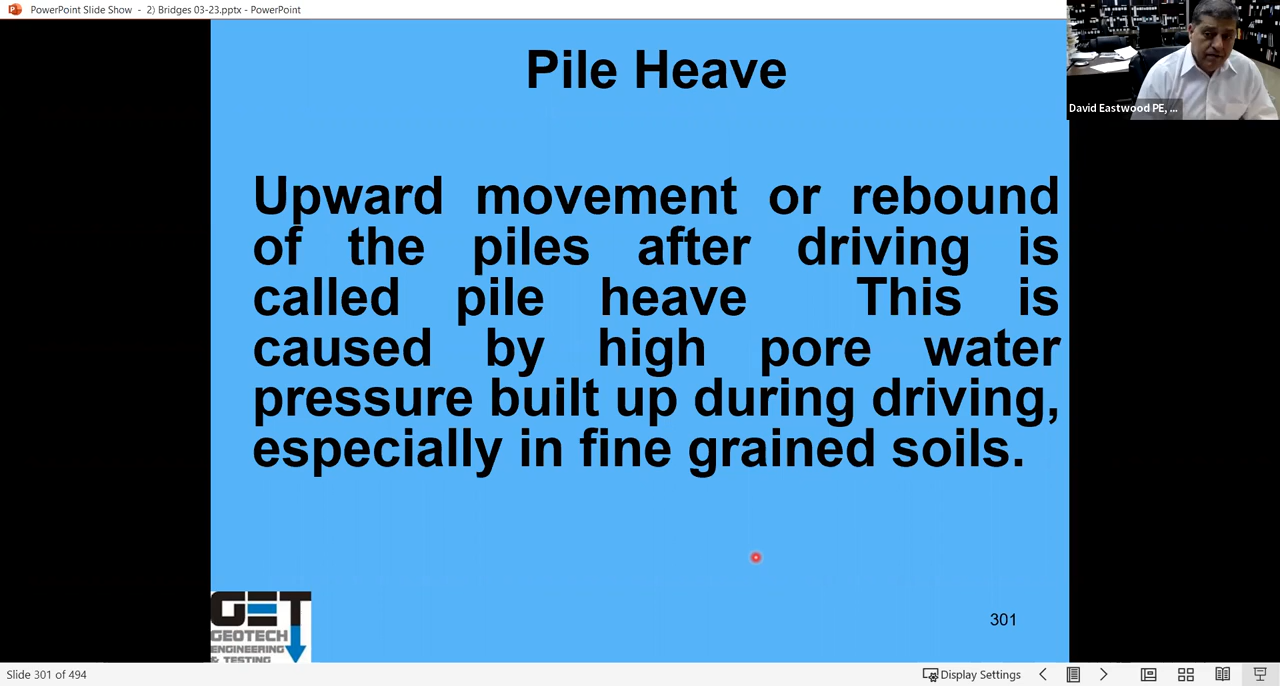 PowerPoint Slide Show - 2) Bridges 03-23.pptx - PowerPoint
David Eastwood PE, ...
Pile Heave
Upward movement or rebound
of the piles after driving is
called pile heave This is
caused by high pore water
pressure built up during driving,
especially in fine grained soils.
GET
GEOTECH
ENGINEERING
& TESTING
301
Slide 301 of 494
Display Settings